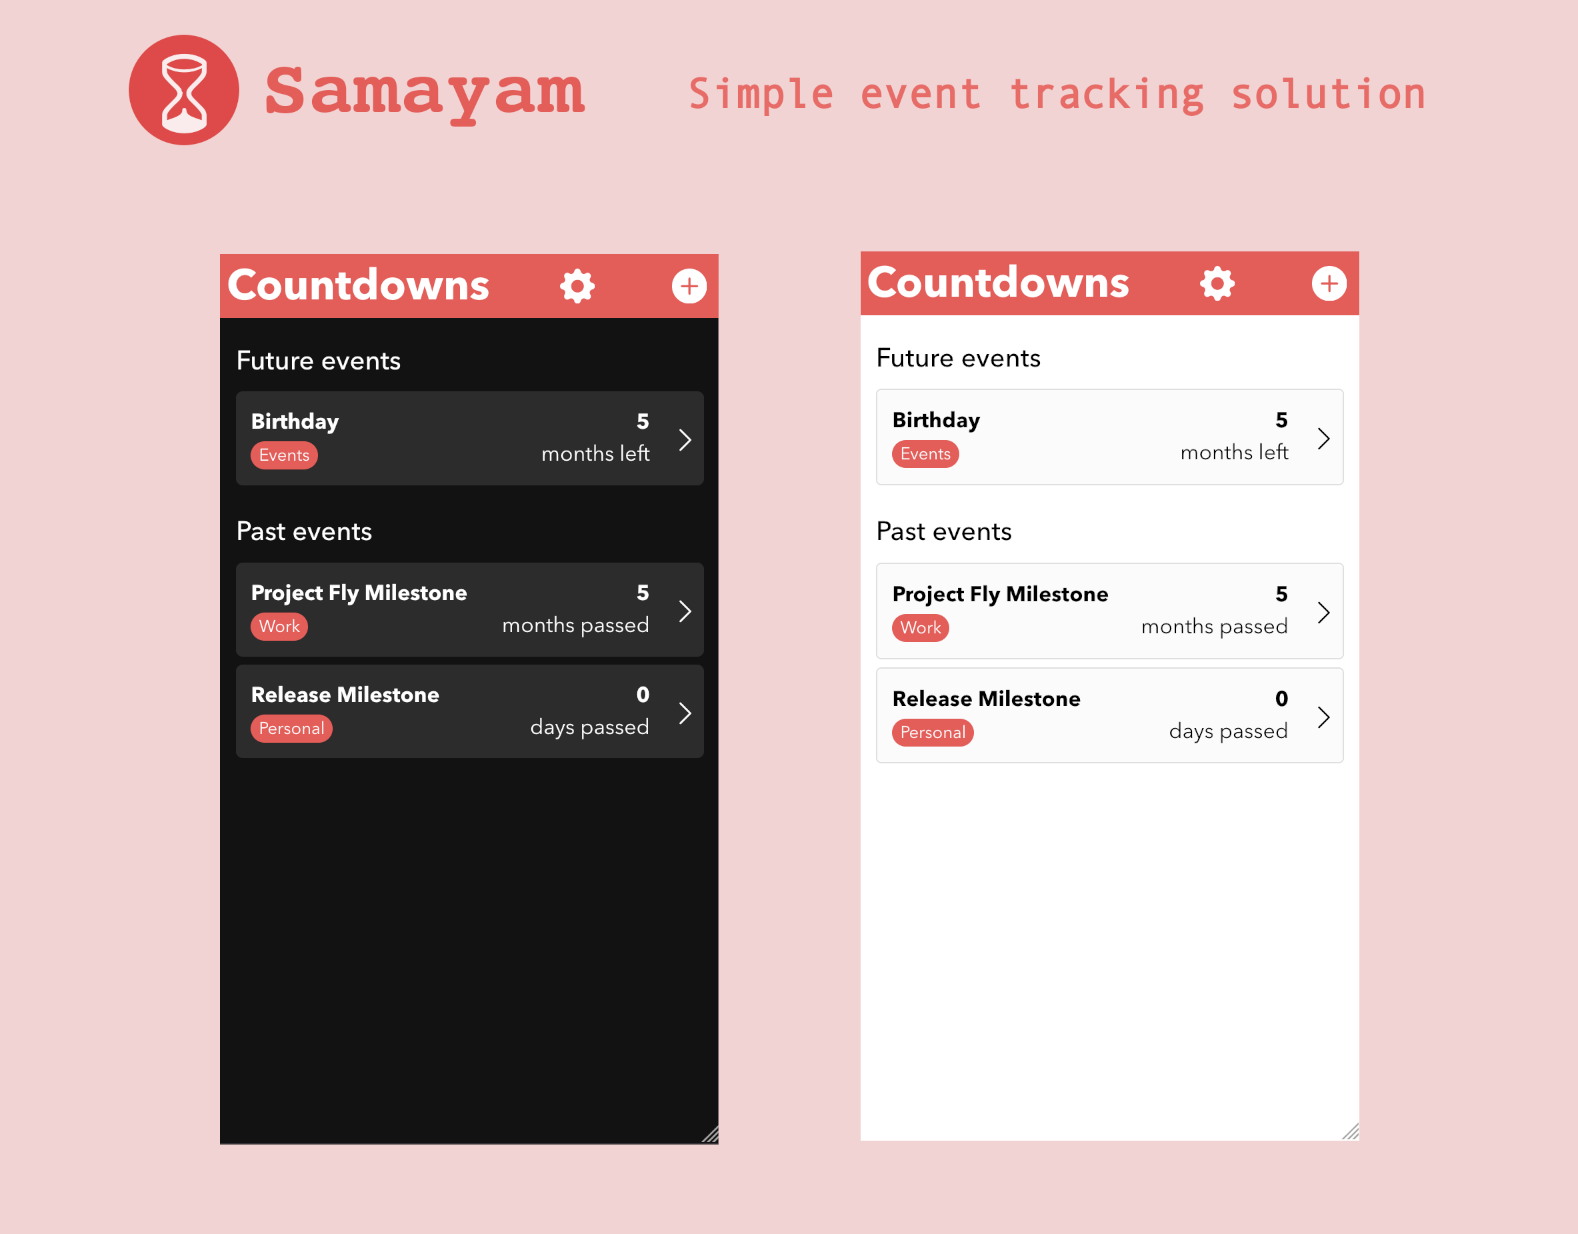 Samayam
Simple event tracking solution
Countdowns
Future events
Birthday
5
Events
months left
Past events
Project Fly Milestone
5
Work
months passed
Release Milestone
0
Personal
days passed
Countdowns
Future events
Birthday
5
Events
months left
Past events
Project Fly Milestone
5
Work
months passed
Release Milestone
0
Personal
days passed